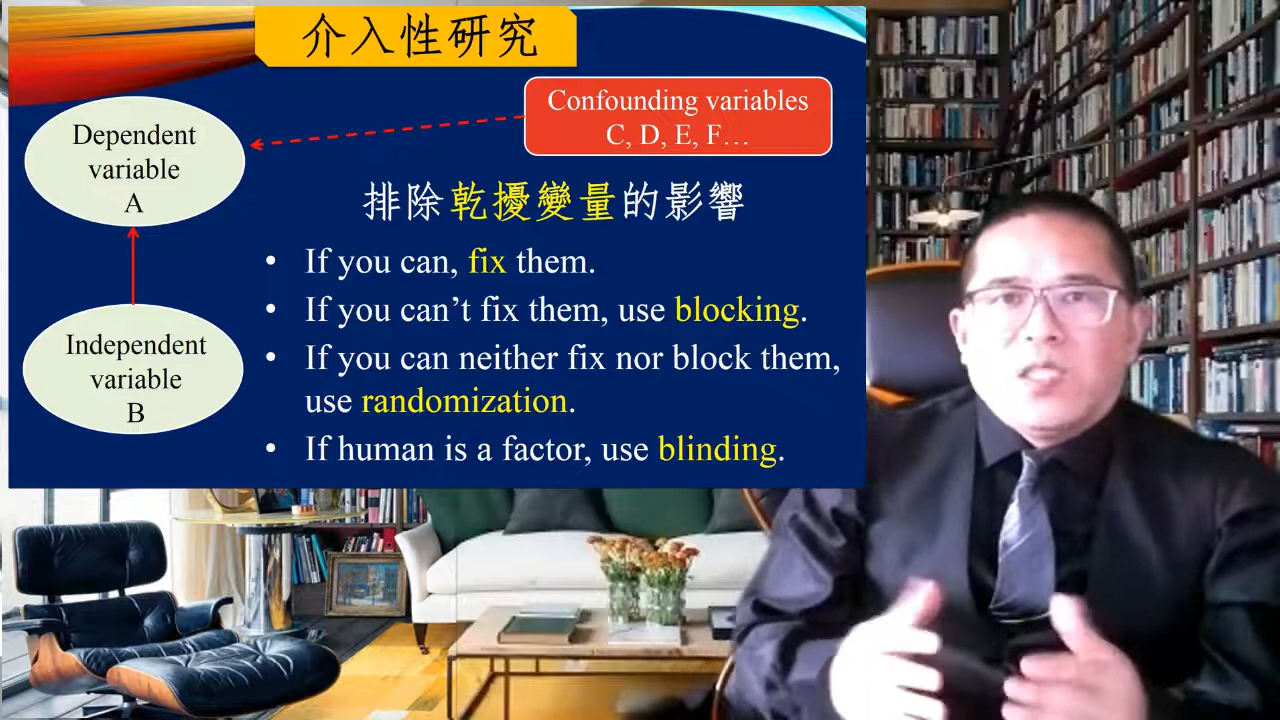 介入性研究
Confounding variables
C, D, E, F…
Dependent
variable
A
排除乾擾變量的影響
• If you can, fix them.
• If you can’t fix them, use blocking.
• If you can neither fix nor block them,
use randomization.
• If human is a factor, use blinding.
Independent
variable
B